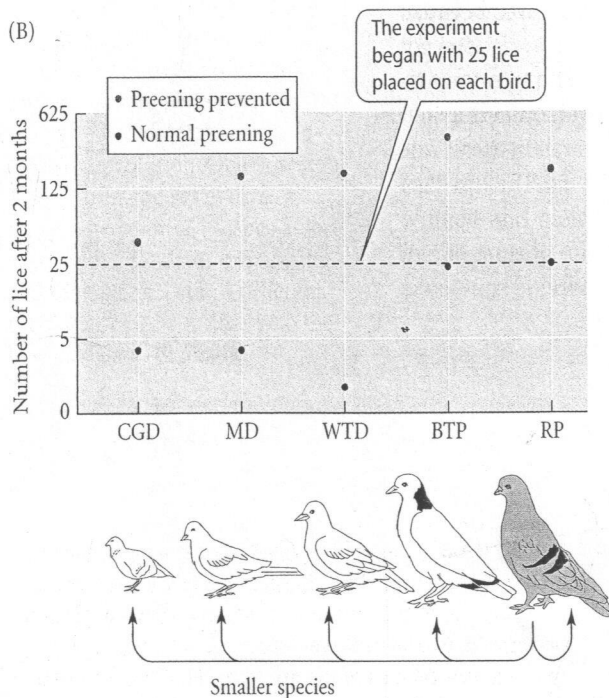 (B)
The experiment
began with 25 lice
placed on each bird.
• Preening prevented
• Normal preening
Number of lice after 2 months
625
125
25
5
0
CGD MD WTD BTP RP
Smaller species